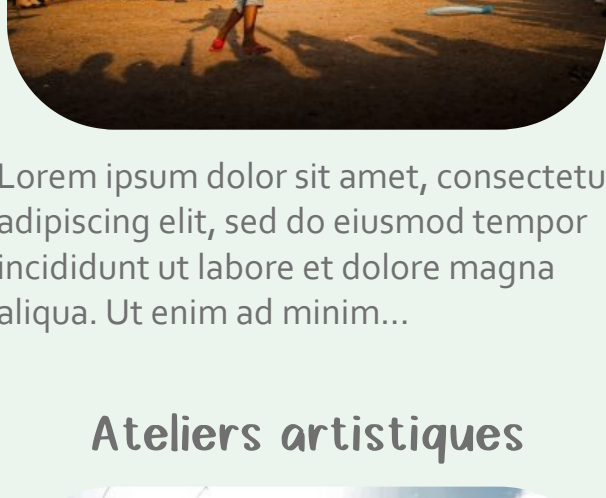 Lorem ipsum dolor sit amet, consectetu
adipiscing elit, sed do eiusmod tempor
incididunt ut labore et dolore magna
aliqua. Ut enim ad minim...
Ateliers artistiques